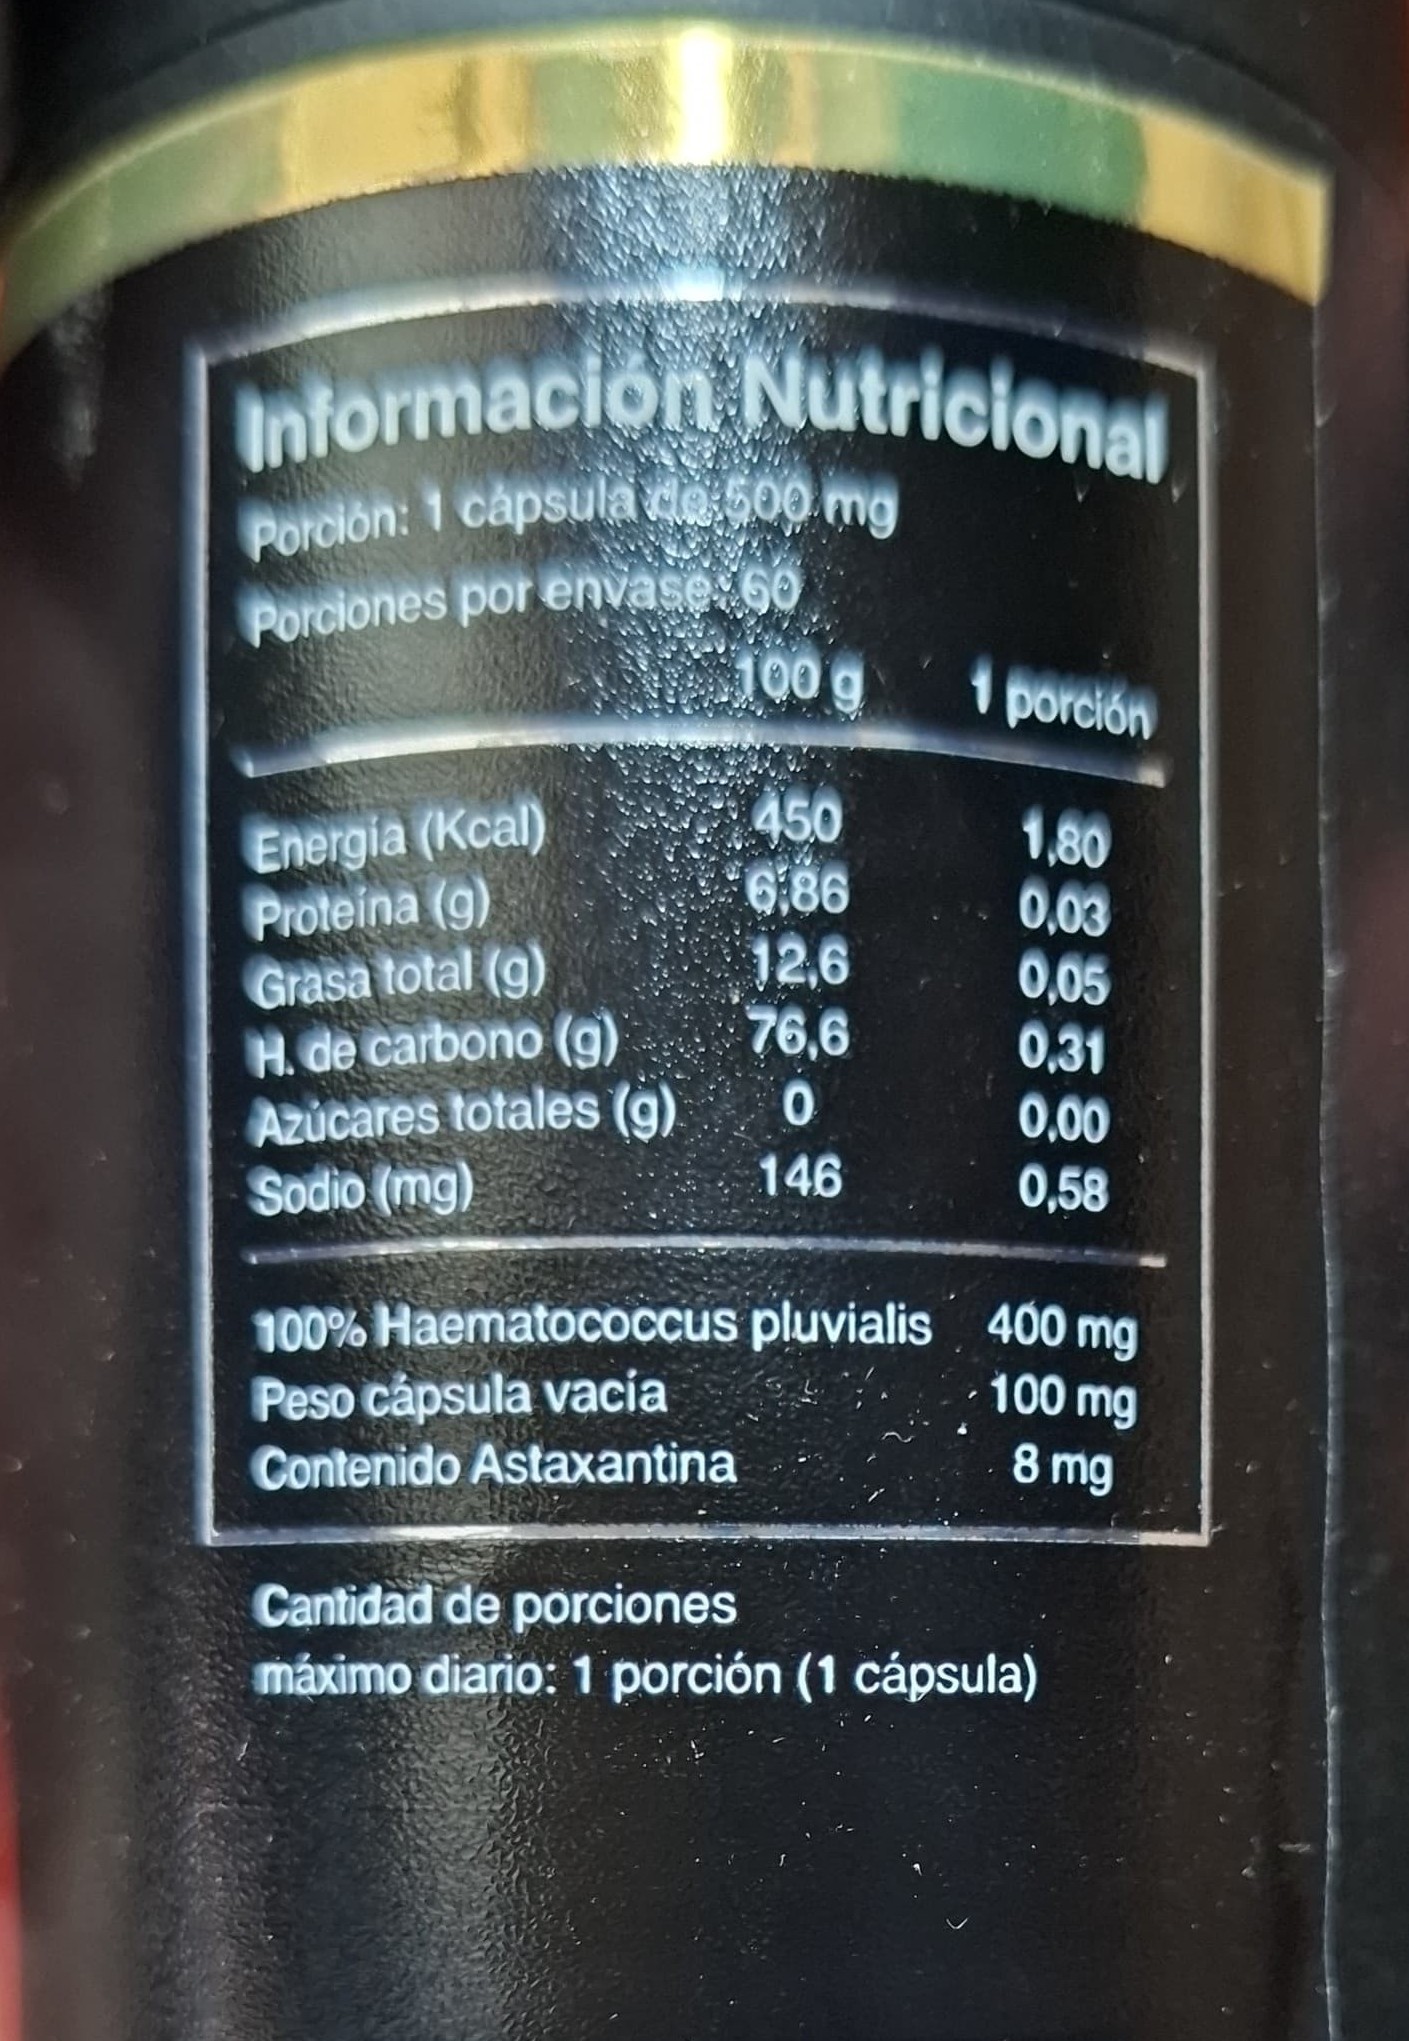 Información Nutricional
Porción: 1 cápsula de 500 mg
Porciones por envase: 60
100 g 1 porción
Energía (Kcal) 450 1,80
Proteína (g) 6,86 0,03
Grasa total (g) 12,6 0,05
H. de carbono (g) 76,6 0,31
Azúcares totales (g) 0 0,00
Sodio (mg) 146 0,58
100% Haematococcus pluvialis 400 mg
Peso cápsula vacía 100 mg
Contenido Astaxantina 8 mg
Cantidad de porciones
máximo diario: 1 porción (1 cápsula)